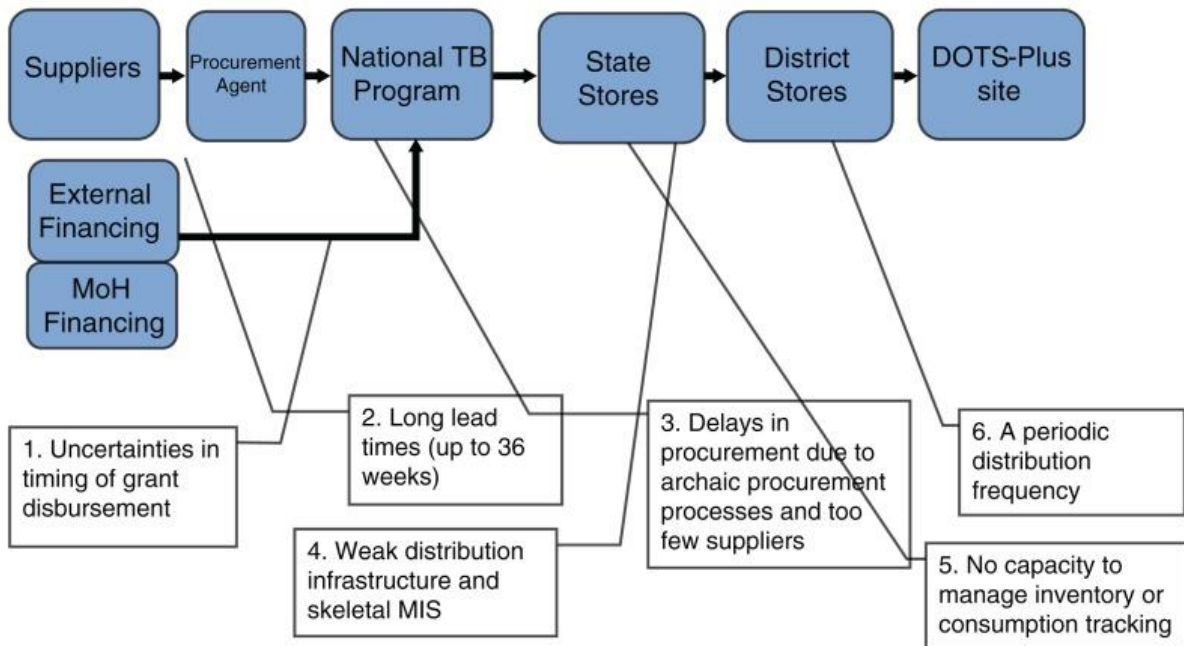 Suppliers
Procurement
Agent
National TB
Program
State
Stores
District
Stores
DOTS-Plus
site
External
Financing
MoH
Financing
1. Uncertainties in
timing of grant
disbursement
2. Long lead
times (up to 36
weeks)
3. Delays in
procurement due to
archaic procurement
processes and too
few suppliers
4. Weak distribution
infrastructure and
skeletal MIS
6. A periodic
distribution
frequency
5. No capacity to
manage inventory or
consumption tracking